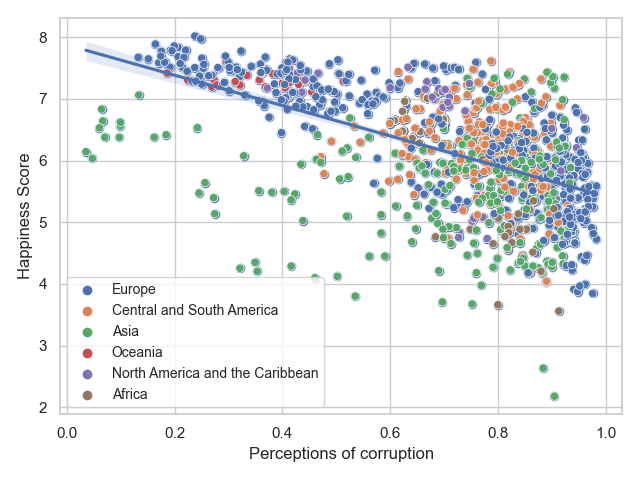 8
7
6
5
4
3
2
Happiness Score
Europe
Central and South America
Asia
Oceania
North America and the Caribbean
Africa
0.0 0.2 0.4 0.6 0.8 1.0
Perceptions of corruption